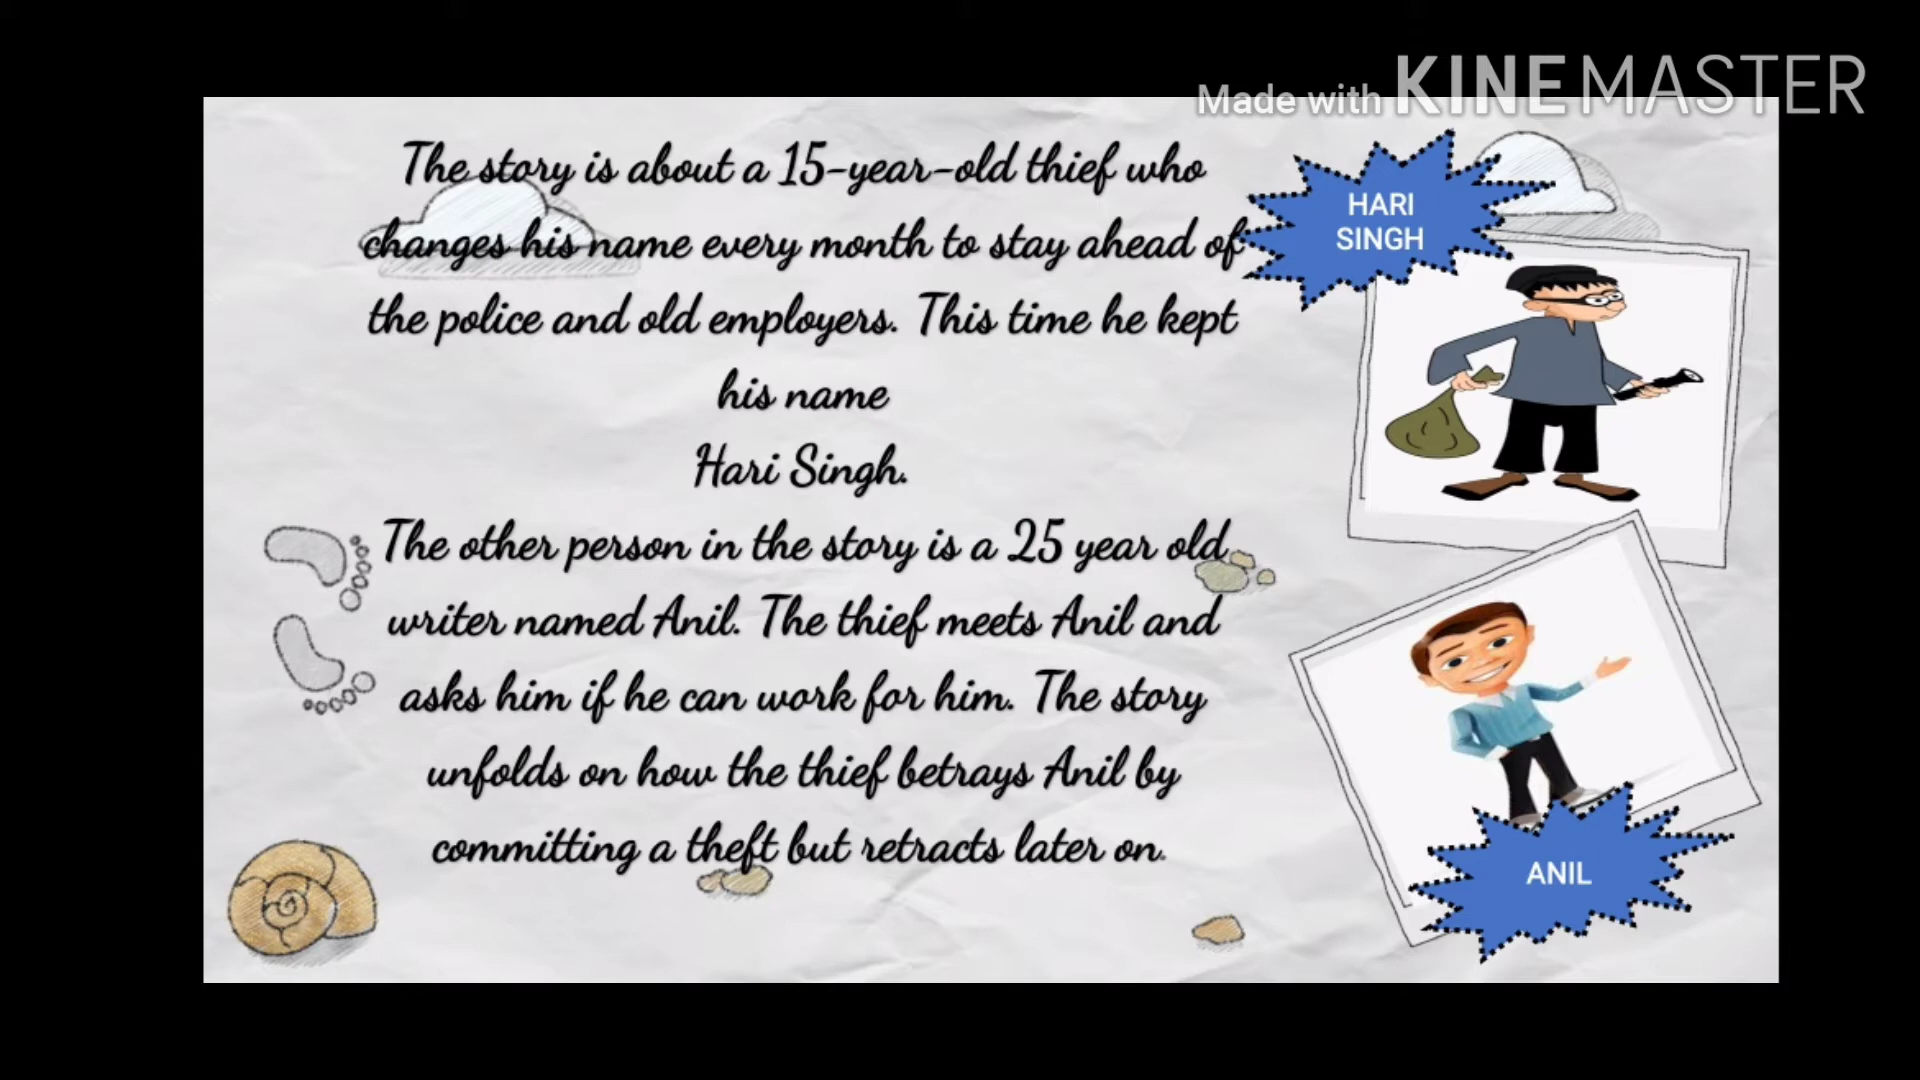 Made with KINEMASTER
The story is about a 15-year-old thief who
changes his name every month to stay ahead of
the police and old employers. This time he kept
his name
Hari Singh.
The other person in the story is a 25 year old
writer named Anil. The thief meets Anil and
asks him if he can work for him. The story
unfolds on how the thief betrays Anil by
committing a theft but retracts later on.
HARI
SINGH
ANIL